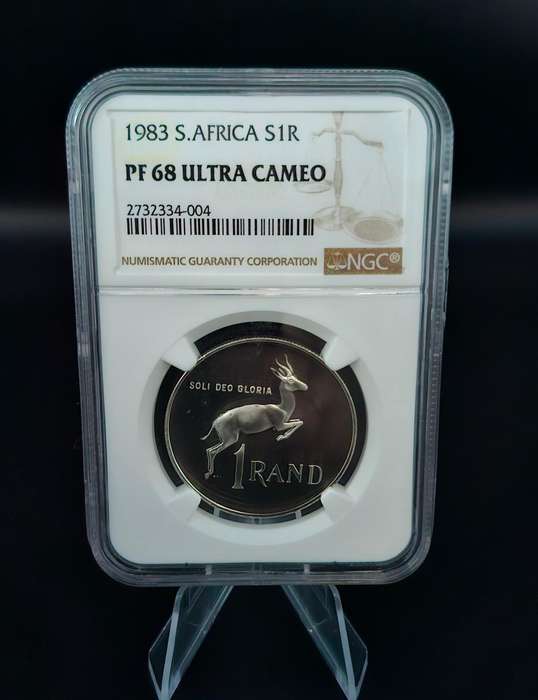 1983 S.AFRICA S1R
PF 68 ULTRA CAMEO
2732334-004
NUMISMATIC GUARANTY CORPORATION
NGC®
SOLI DEO GLORIA
1 RAND